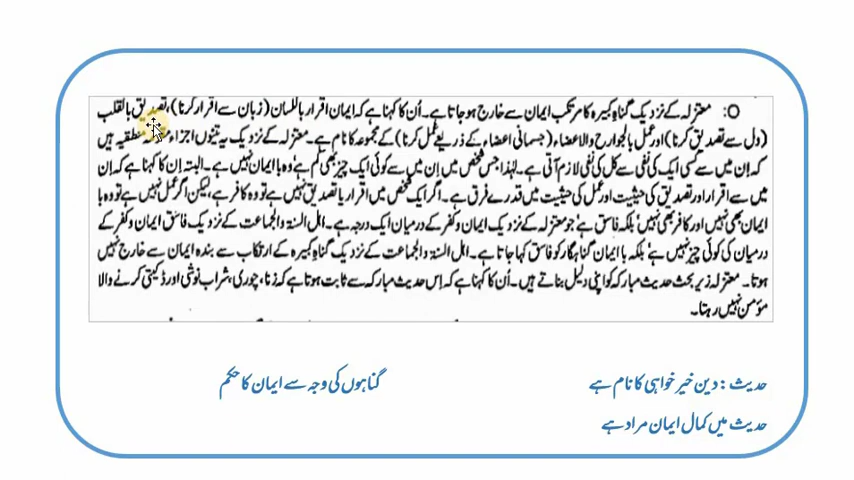 O: معتزلہ کے نزدیک گناہِ کبیرہ کا مرتکب ایمان سے خارج ہو جاتا ہے۔ اُن کا کہنا ہے کہ ایمان اقرار باللسان (زبان سے اقرار کرنا)، تصدیق بالقلب
(دل سے تصدیق کرنا) اور عمل بالجوارح والاعضاء (جسمانی اعضاء کے ذریعے عمل کرنا) کے مجموعہ کا نام ہے۔ معتزلہ کے نزدیک یہ تینوں اجزاء منطقیہ ہیں
کہ اِن میں سے کسی ایک کی نفی سے کل کی نفی لازم آتی ہے۔ لہٰذا جس شخص میں اِن میں سے کوئی ایک چیز بھی کم ہے وہ با ایمان نہیں ہے۔ البتہ اِن کا کہنا ہے کہ اِن
میں سے اقرار اور تصدیق کی حیثیت اور عمل کی حیثیت میں قدرے فرق ہے۔ اگر ایک شخص میں اقرار یا تصدیق نہیں ہے تو وہ کافر ہے، لیکن اگر عمل نہیں ہے تو وہ با
ایمان بھی نہیں اور کافر بھی نہیں، بلکہ فاسق ہے، جو معتزلہ کے نزدیک ایمان و کفر کے درمیان ایک درجہ ہے۔ اہل السنۃ والجماعت کے نزدیک فاسق ایمان و کفر کے
درمیان کی کوئی چیز نہیں ہے، بلکہ با ایمان گناہگار کو فاسق کہا جاتا ہے۔ اہل السنۃ والجماعت کے نزدیک گناہِ کبیرہ کے ارتکاب سے بندہ ایمان سے خارج نہیں
ہوتا۔ معتزلہ زیرِ بحث حدیث مبارکہ کو اپنی دلیل بناتے ہیں۔ اُن کا کہنا ہے کہ اِس حدیث مبارکہ سے ثابت ہوتا ہے کہ زنا، چوری، شراب نوشی اور ڈکیتی کرنے والا
مؤمن نہیں رہتا۔
حدیث: دین خیر خواہی کا نام ہے
گناہوں کی وجہ سے ایمان کا حکم
حدیث میں کمال ایمان مراد ہے